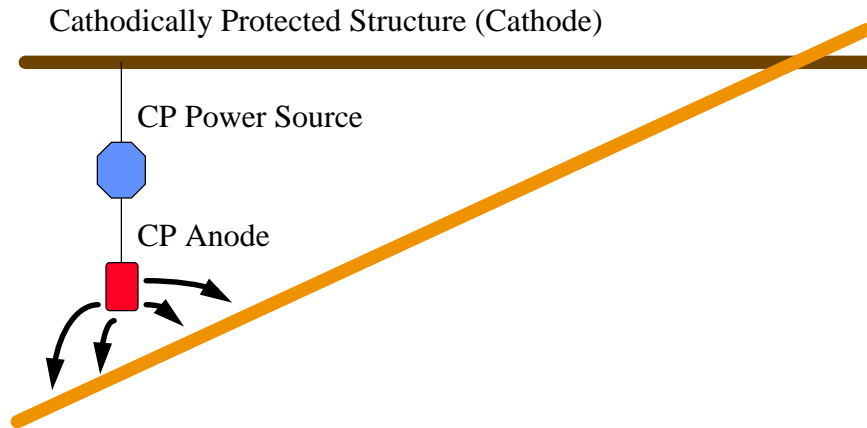 Cathodically Protected Structure (Cathode)
CP Power Source
CP Anode